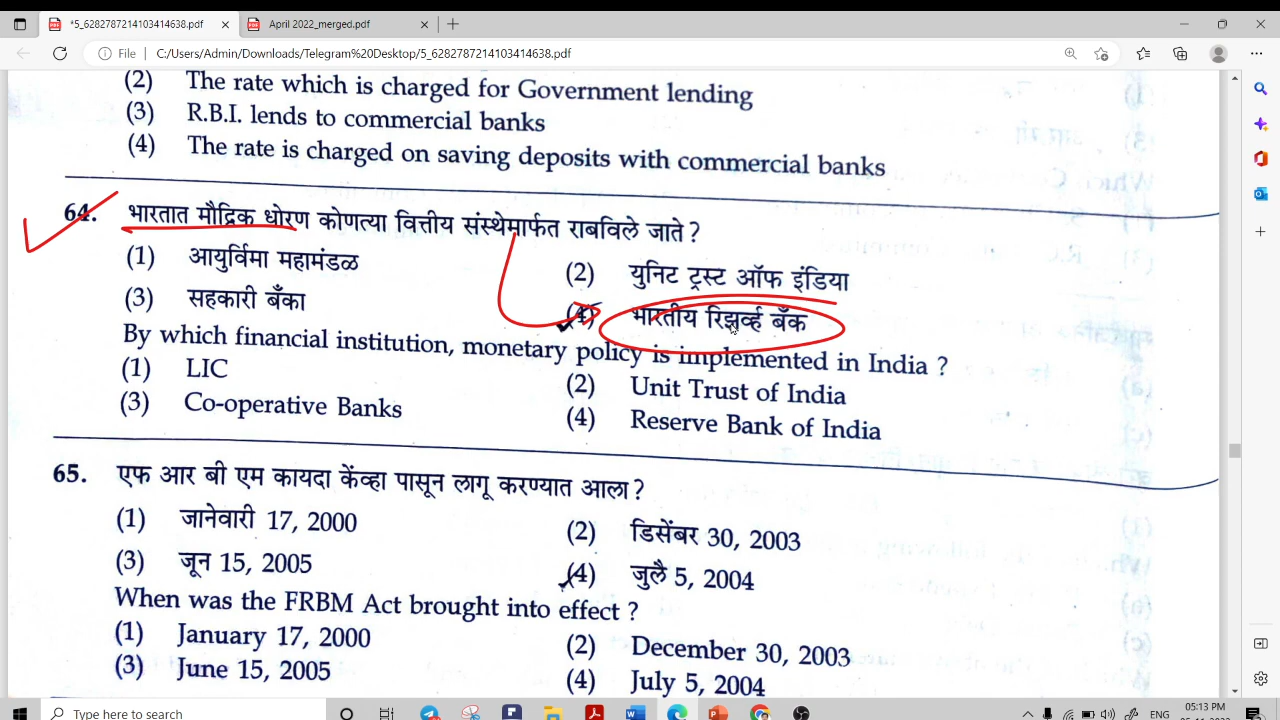 *5_6282787214103414638.pdf
April 2022_merged.pdf
File
C:/Users/Admin/Downloads/Telegram%20Desktop/5_6282787214103414638.pdf
(2) The rate which is charged for Government lending
(3) R.B.I. lends to commercial banks
(4) The rate is charged on saving deposits with commercial banks
64. भारतात मौद्रिक धोरण कोणत्या वित्तीय संस्थेमार्फत राबविले जाते ?
(1) आयुर्विमा महामंडळ
(2) युनिट ट्रस्ट ऑफ इंडिया
(3) सहकारी बँका
(4) भारतीय रिझर्व्ह बँक
By which financial institution, monetary policy is implemented in India ?
(1) LIC
(2) Unit Trust of India
(3) Co-operative Banks
(4) Reserve Bank of India
65. एफ आर बी एम कायदा केंव्हा पासून लागू करण्यात आला ?
(1) जानेवारी 17, 2000
(2) डिसेंबर 30, 2003
(3) जून 15, 2005
(4) जुलै 5, 2004
When was the FRBM Act brought into effect ?
(1) January 17, 2000
(2) December 30, 2003
(3) June 15, 2005
(4) July 5, 2004
Type here to search
ENG
05:13 PM